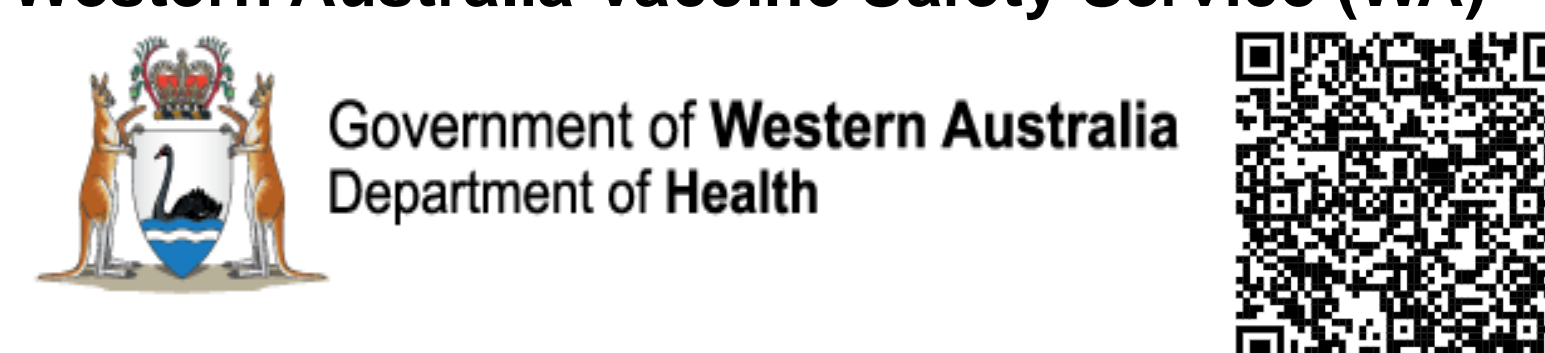 Western Australia Vaccine Safety Service (WA)
Government of Western Australia
Department of Health